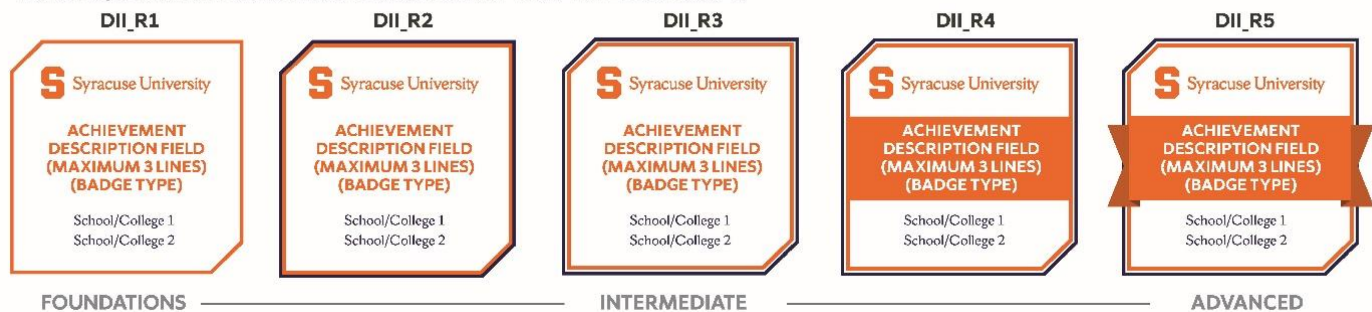 DII_R1
S Syracuse University
ACHIEVEMENT
DESCRIPTION FIELD
(MAXIMUM 3 LINES)
(BADGE TYPE)
School/College 1
School/College 2
DII_R2
S Syracuse University
ACHIEVEMENT
DESCRIPTION FIELD
(MAXIMUM 3 LINES)
(BADGE TYPE)
School/College 1
School/College 2
DII_R3
S Syracuse University
ACHIEVEMENT
DESCRIPTION FIELD
(MAXIMUM 3 LINES)
(BADGE TYPE)
School/College 1
School/College 2
DII_R4
S Syracuse University
ACHIEVEMENT
DESCRIPTION FIELD
(MAXIMUM 3 LINES)
(BADGE TYPE)
School/College 1
School/College 2
DII_R5
S Syracuse University
ACHIEVEMENT
DESCRIPTION FIELD
(MAXIMUM 3 LINES)
(BADGE TYPE)
School/College 1
School/College 2
FOUNDATIONS
INTERMEDIATE
ADVANCED